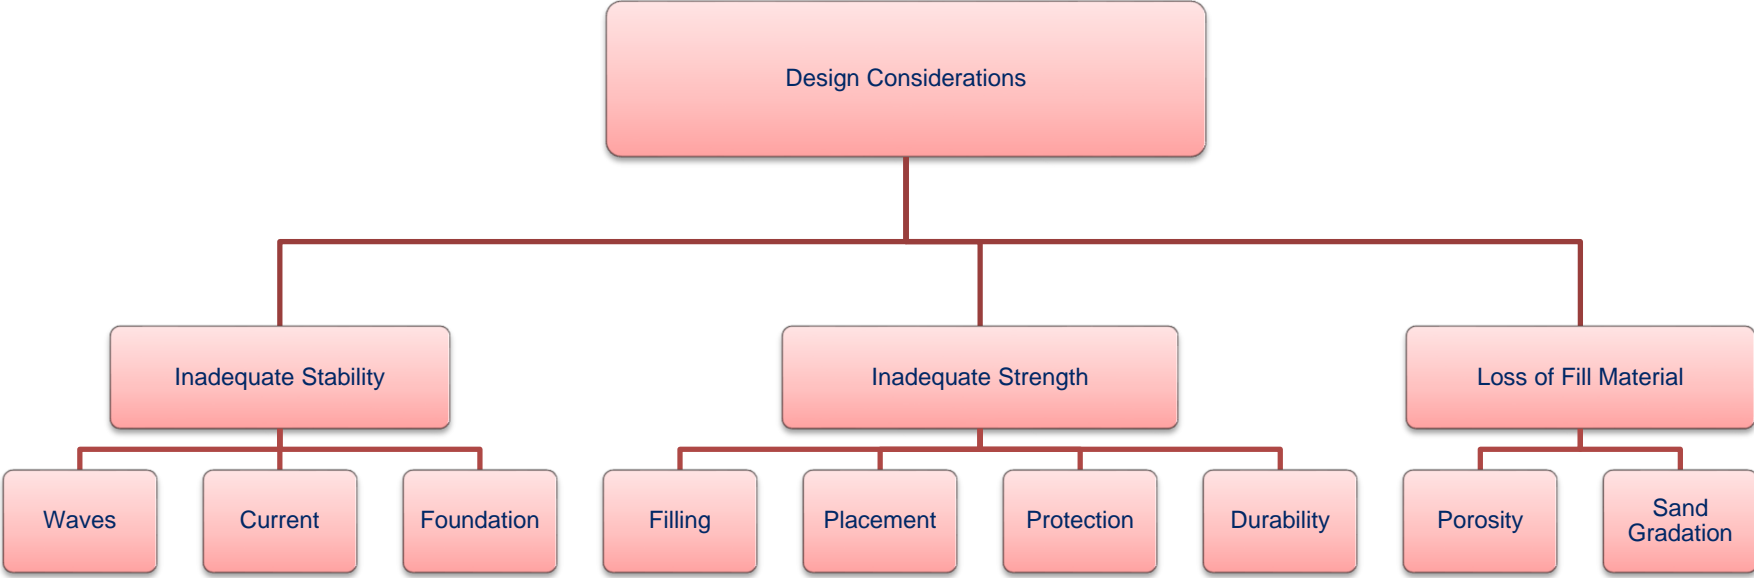 Design Considerations
Inadequate Stability
Inadequate Strength
Loss of Fill Material
Waves
Current
Foundation
Filling
Placement
Protection
Durability
Porosity
Sand
Gradation